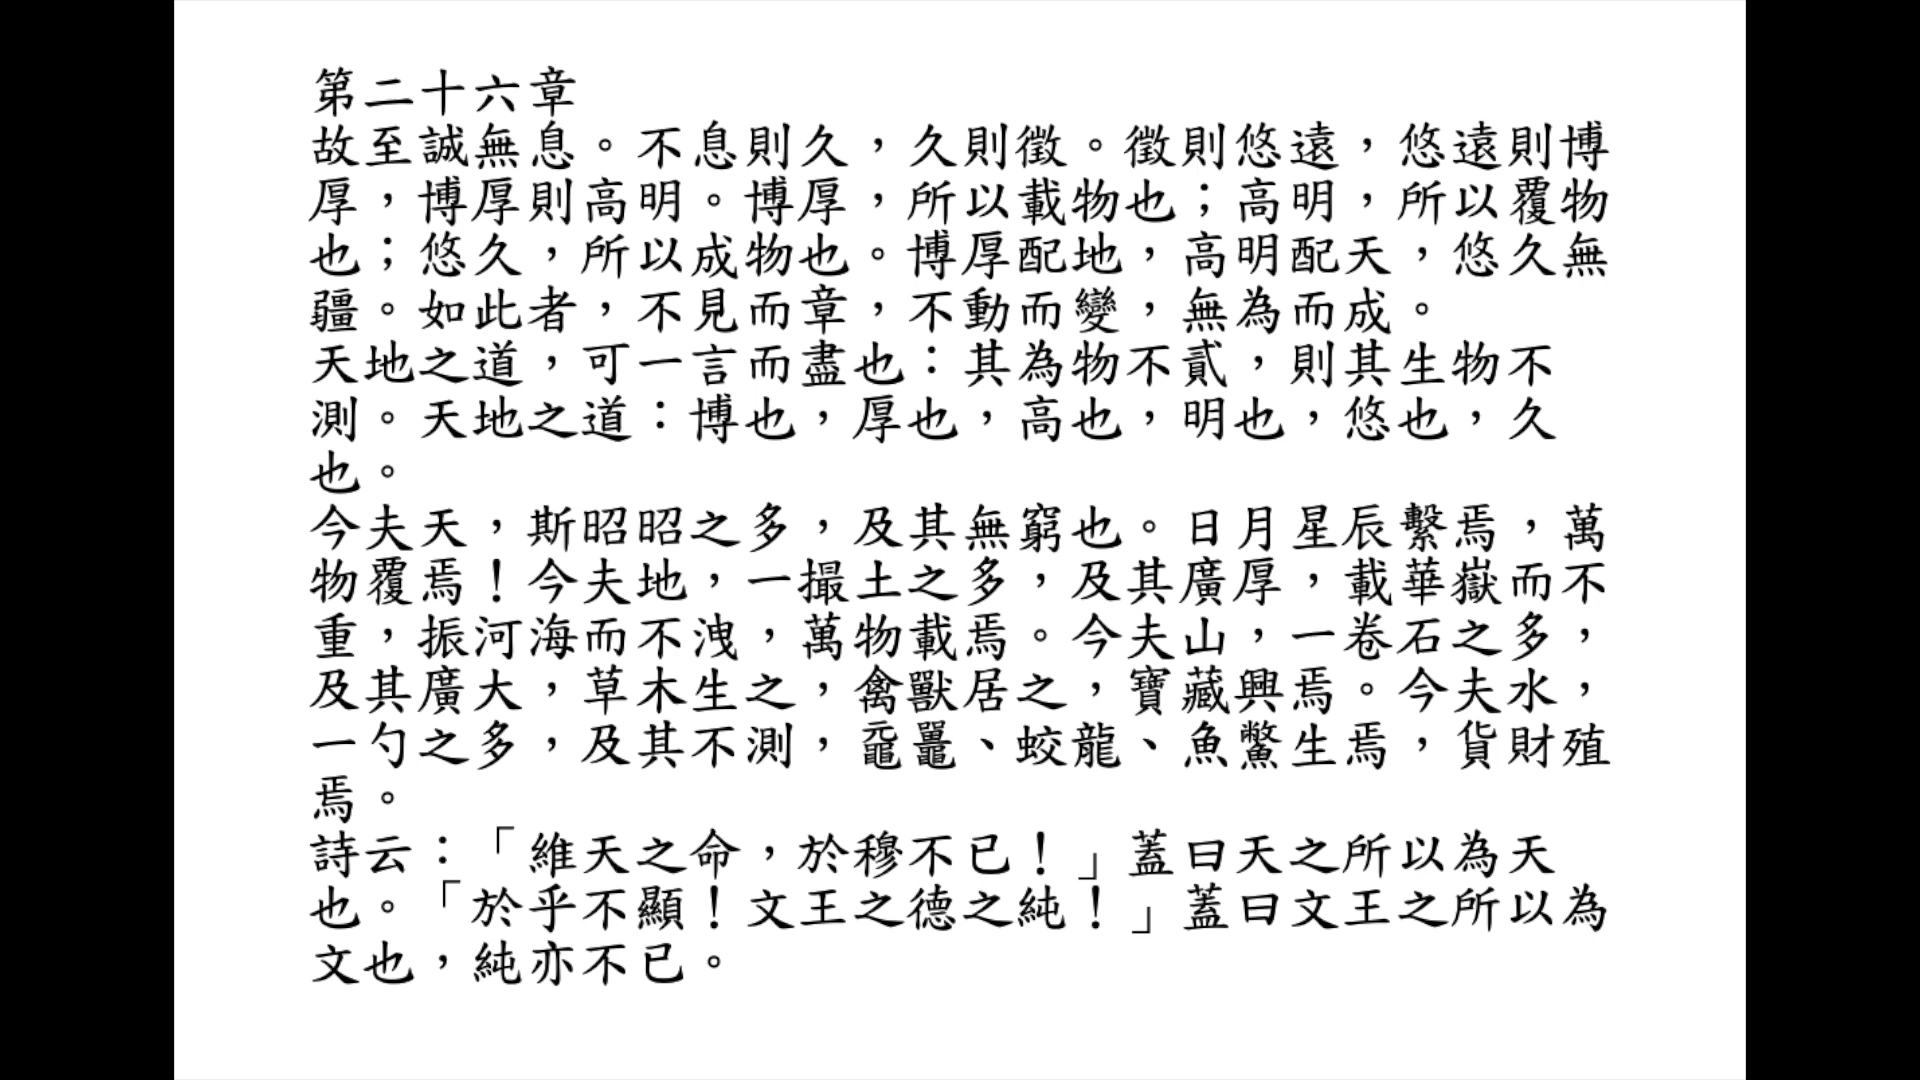 第二十六章
故至誠無息。不息則久，久則徵。徵則悠遠，悠遠則博
厚，博厚則高明。博厚，所以載物也；高明，所以覆物
也；悠久，所以成物也。博厚配地，高明配天，悠久無
疆。如此者，不見而章，不動而變，無為而成。
天地之道，可一言而盡也：其為物不貳，則其生物不
測。天地之道：博也，厚也，高也，明也，悠也，久
也。
今夫天，斯昭昭之多，及其無窮也。日月星辰繫焉，萬
物覆焉！今夫地，一撮土之多，及其廣厚，載華嶽而不
重，振河海而不洩，萬物載焉。今夫山，一卷石之多，
及其廣大，草木生之，禽獸居之，寶藏興焉。今夫水，
一勺之多，及其不測，黿鼉、蛟龍、魚鱉生焉，貨財殖
焉。
詩云：「維天之命，於穆不已！」蓋曰天之所以為天
也。「於乎不顯！文王之德之純！」蓋曰文王之所以為
文也，純亦不已。